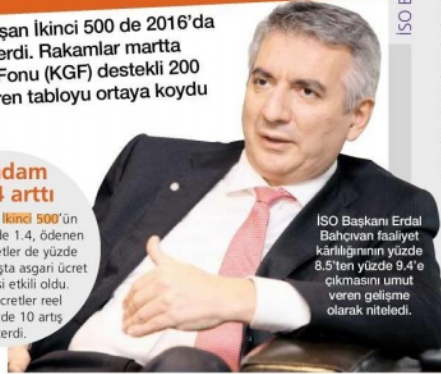 şan İkinci 500 de 2016'da
erdi. Rakamlar martta
Fonu (KGF) destekli 200
ren tabloyu ortaya koydu
İSO
dam
4 arttı
İkinci 500'ün
de 1.4, ödenen
etler de yüzde
şta asgari ücret
si etkili oldu.
cretler reel
de 10 artış
terdi.
İSO Başkanı Erdal
Bahçıvan faaliyet
kârlılığının yüzde
8.5'ten yüzde 9.4'e
çıkmasını umut
veren gelişme
olarak niteledi.